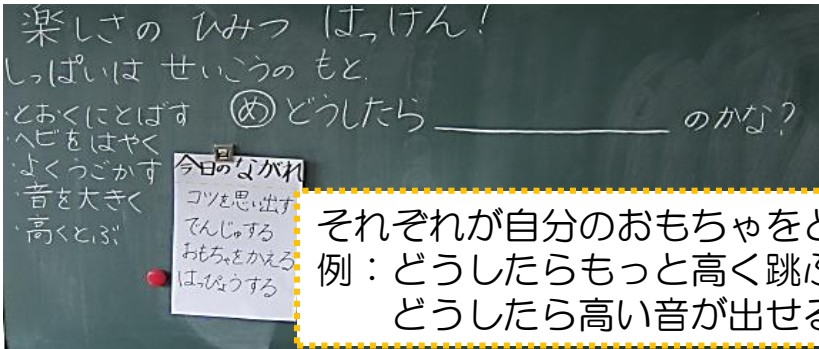 楽しさの ひみつ はっけん!
しっぱいは せいこうの もと.
め どうしたら のかな?
・とおくにとばす
・ヘビをはやく
・よくうごかす
・音を大きく
・高くとぶ
今日のながれ
コツを思い出す
でんじゅする
おもちゃをかえる
はっぴょうする
それぞれが自分のおもちゃをど
例:どうしたらもっと高く跳ぶ
どうしたら高い音が出せる